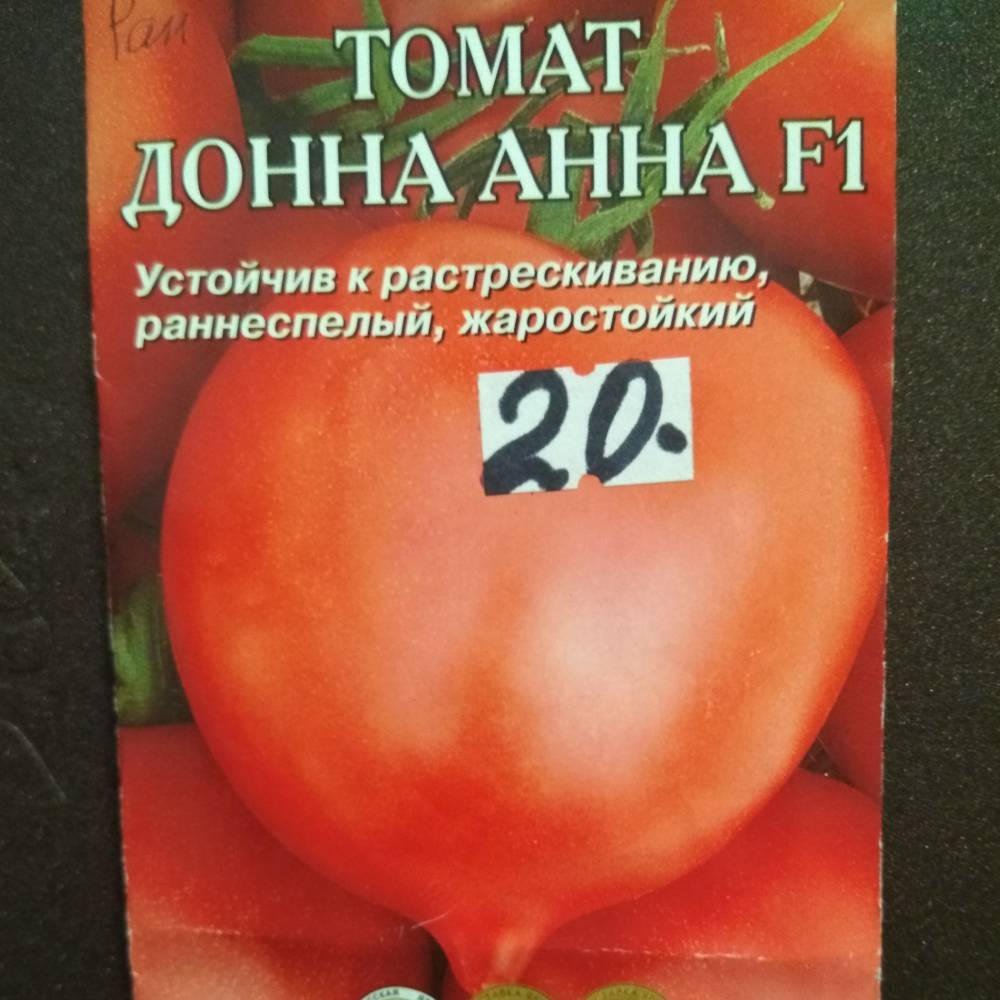 Ран
ТОМАТ
ДОННА АННА F1
Устойчив к растрескиванию,
раннеспелый, жаростойкий
20.